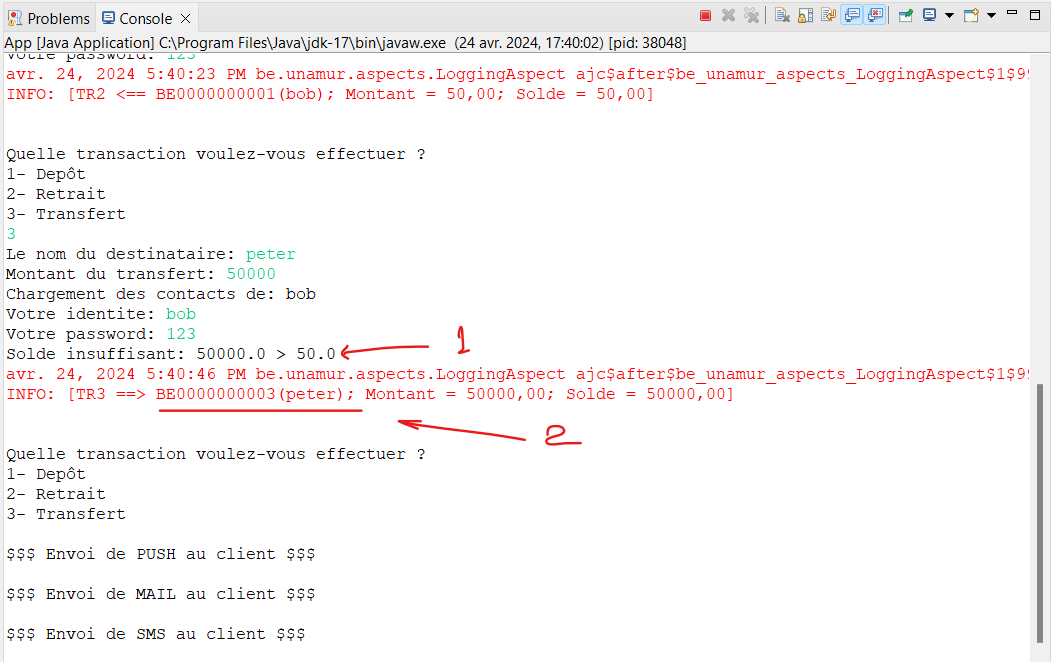 Problems Console
App [Java Application] C:\Program Files\Java\jdk-17\bin\javaw.exe (24 avr. 2024, 17:40:02) [pid: 38048]
Votre password: 123
avr. 24, 2024 5:40:23 PM be.unamur.aspects.LoggingAspect ajc$after$be_unamur_aspects_LoggingAspect$1$9
INFO: [TR2 <== BE0000000001(bob); Montant = 50,00; Solde = 50,00]
Quelle transaction voulez-vous effectuer ?
1- Depôt
2- Retrait
3- Transfert
3
Le nom du destinataire: peter
Montant du transfert: 50000
Chargement des contacts de: bob
Votre identite: bob
Votre password: 123
Solde insuffisant: 50000.0 > 50.0
1
avr. 24, 2024 5:40:46 PM be.unamur.aspects.LoggingAspect ajc$after$be_unamur_aspects_LoggingAspect$1$9
INFO: [TR3 ==> BE0000000003(peter); Montant = 50000,00; Solde = 50000,00]
2
Quelle transaction voulez-vous effectuer ?
1- Depôt
2- Retrait
3- Transfert
$$$ Envoi de PUSH au client $$$
$$$ Envoi de MAIL au client $$$
$$$ Envoi de SMS au client $$$